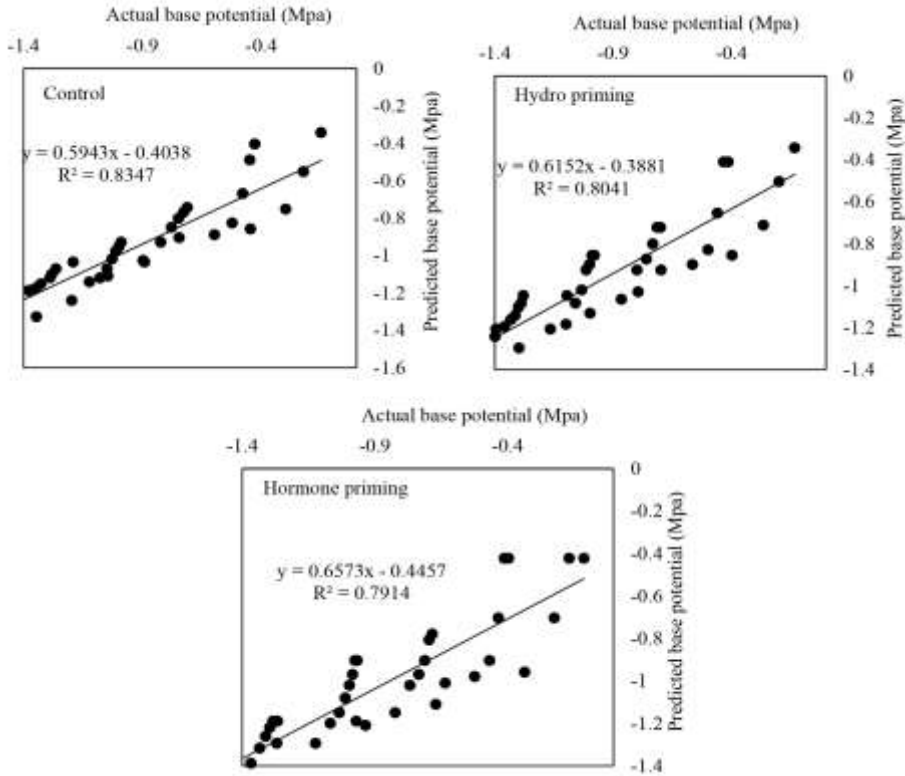 Actual base potential (Mpa)
-1.4 -0.9 -0.4
0
-0.2
-0.4
-0.6
-0.8
-1
-1.2
-1.4
-1.6
Predicted base potential (Mpa)
Control
y = 0.5943x - 0.4038
R² = 0.8347
Actual base potential (Mpa)
-1.4 -0.9 -0.4
0
-0.2
-0.4
-0.6
-0.8
-1
-1.2
-1.4
Predicted base potential (Mpa)
Hydro priming
y = 0.6152x - 0.3881
R² = 0.8041
Actual base potential (Mpa)
-1.4 -0.9 -0.4
0
-0.2
-0.4
-0.6
-0.8
-1
-1.2
-1.4
Predicted base potential (Mpa)
Hormone priming
y = 0.6573x - 0.4457
R² = 0.7914